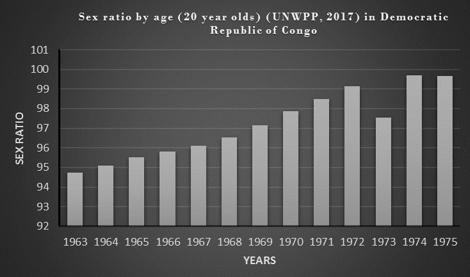 Sex ratio by age (20 year olds) (UNWPP, 2017) in Democratic
Republic of Congo
101
100
99
98
97
96
95
94
93
92
SEX RATIO
1963 1964 1965 1966 1967 1968 1969 1970 1971 1972 1973 1974 1975
YEARS